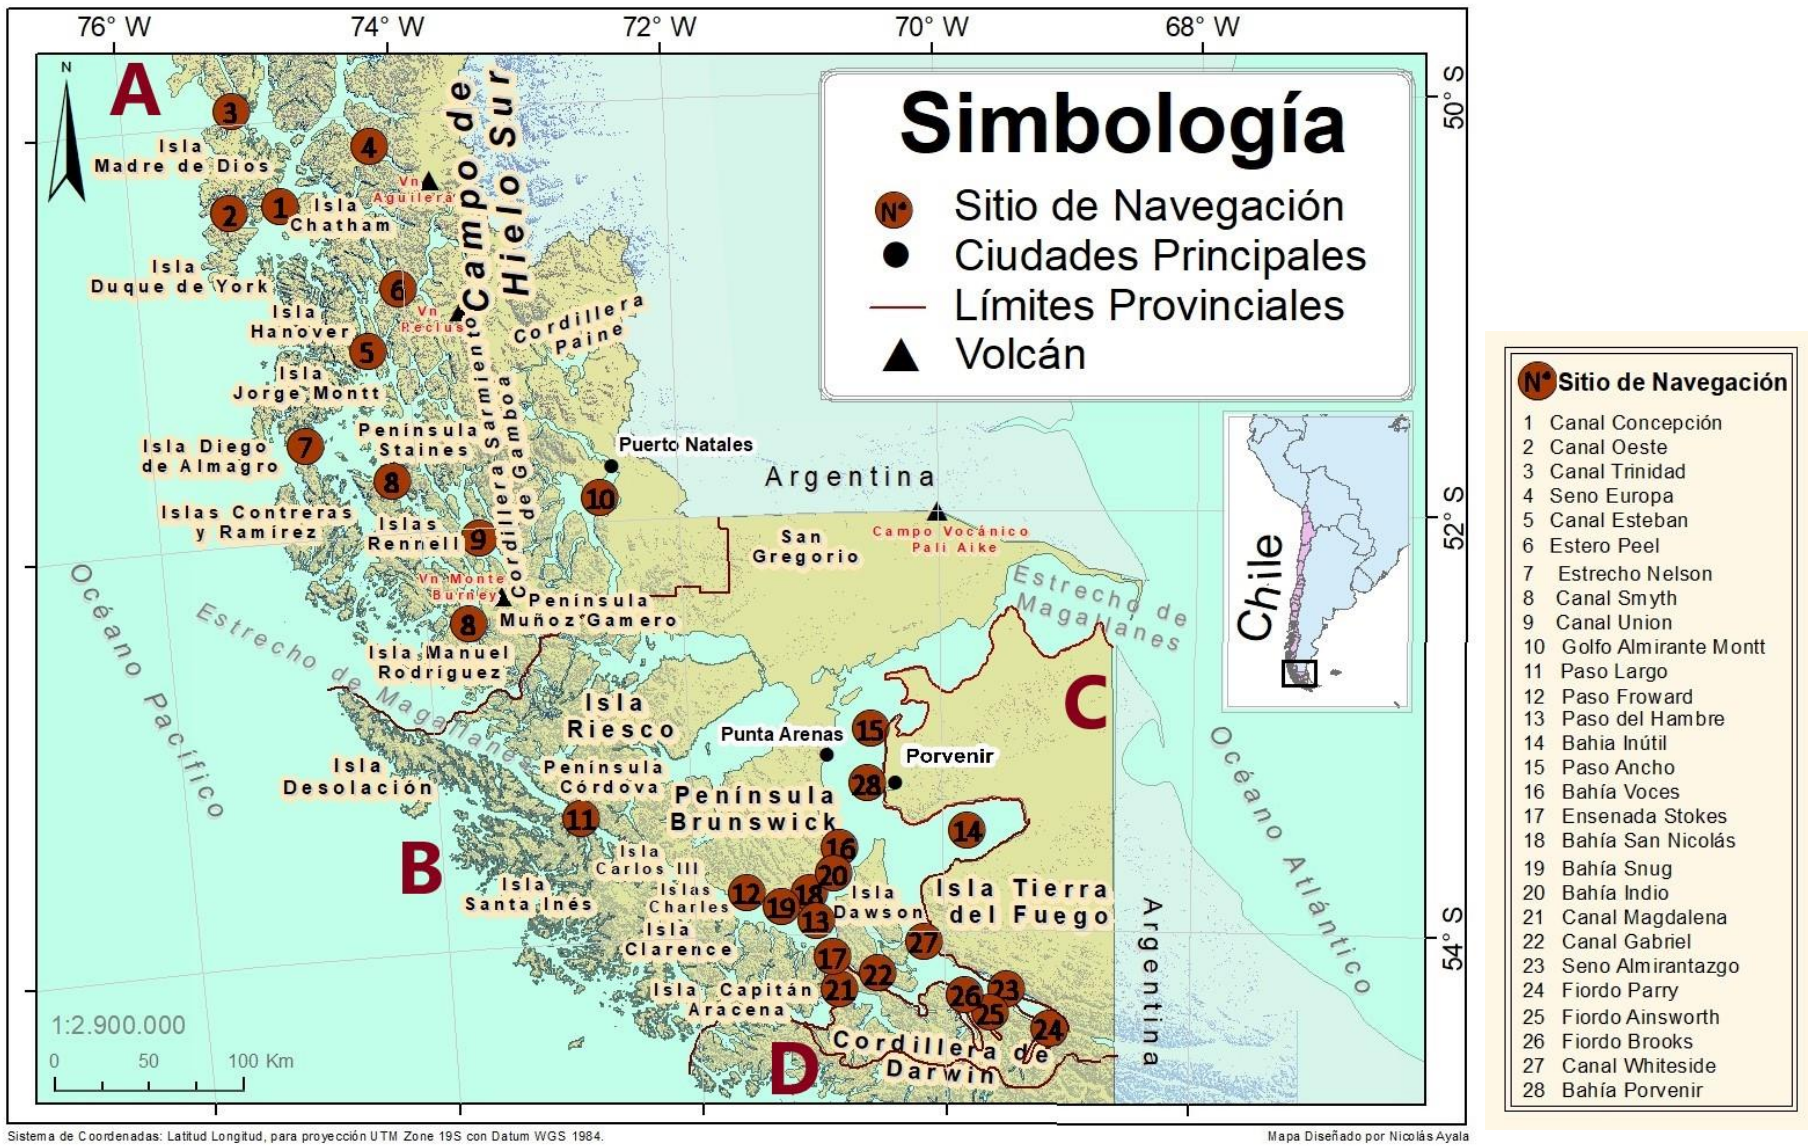 76° W
74° W
72° W
70° W
68° W
50° S
52° S
54° S
N
A
B
C
D
Simbología
N°
Sitio de Navegación
Ciudades Principales
Límites Provinciales
Volcán
3
4
Isla
Madre de Dios
Vn
Aguilera
Campo de
Hielo Sur
2
1
Isla
Chatham
Isla
Duque de York
6
Isla
Hanover
Vn
Reclus
Cordillera
Paine
5
Isla
Jorge Montt
Cordillera Sarmiento
de Gamboa
Península
Staines
7
Isla Diego
de Almagro
8
Puerto Natales
10
Argentina
Islas Contreras
y Ramírez
Islas
Rennell
9
San
Gregorio
Campo Vocánico
Pali Aike
Vn Monte
Burney
Península
Muñoz Gamero
8
Estrecho de
Magallanes
Océano Pacífico
Estrecho de Magallanes
Isla Manuel
Rodríguez
Isla
Riesco
Punta Arenas
15
Porvenir
28
Isla
Desolación
Península
Córdova
Península
Brunswick
11
14
16
Isla
Carlos III
20
Islas
Charles
12
18
19
13
Isla
Dawson
Isla Tierra
del Fuego
Isla
Santa Inés
Isla
Clarence
27
17
22
Isla Capitán
Aracena
21
26
23
25
24
Cordillera de
Darwin
Argentina
Océano Atlántico
Chile
1:2.900.000
0 50 100 Km
Sistema de Coordenadas: Latitud Longitud, para proyección UTM Zone 19S con Datum WGS 1984.
Mapa Diseñado por Nicolás Ayala
N° Sitio de Navegación
1 Canal Concepción
2 Canal Oeste
3 Canal Trinidad
4 Seno Europa
5 Canal Esteban
6 Estero Peel
7 Estrecho Nelson
8 Canal Smyth
9 Canal Union
10 Golfo Almirante Montt
11 Paso Largo
12 Paso Froward
13 Paso del Hambre
14 Bahia Inútil
15 Paso Ancho
16 Bahía Voces
17 Ensenada Stokes
18 Bahía San Nicolás
19 Bahía Snug
20 Bahía Indio
21 Canal Magdalena
22 Canal Gabriel
23 Seno Almirantazgo
24 Fiordo Parry
25 Fiordo Ainsworth
26 Fiordo Brooks
27 Canal Whiteside
28 Bahía Porvenir